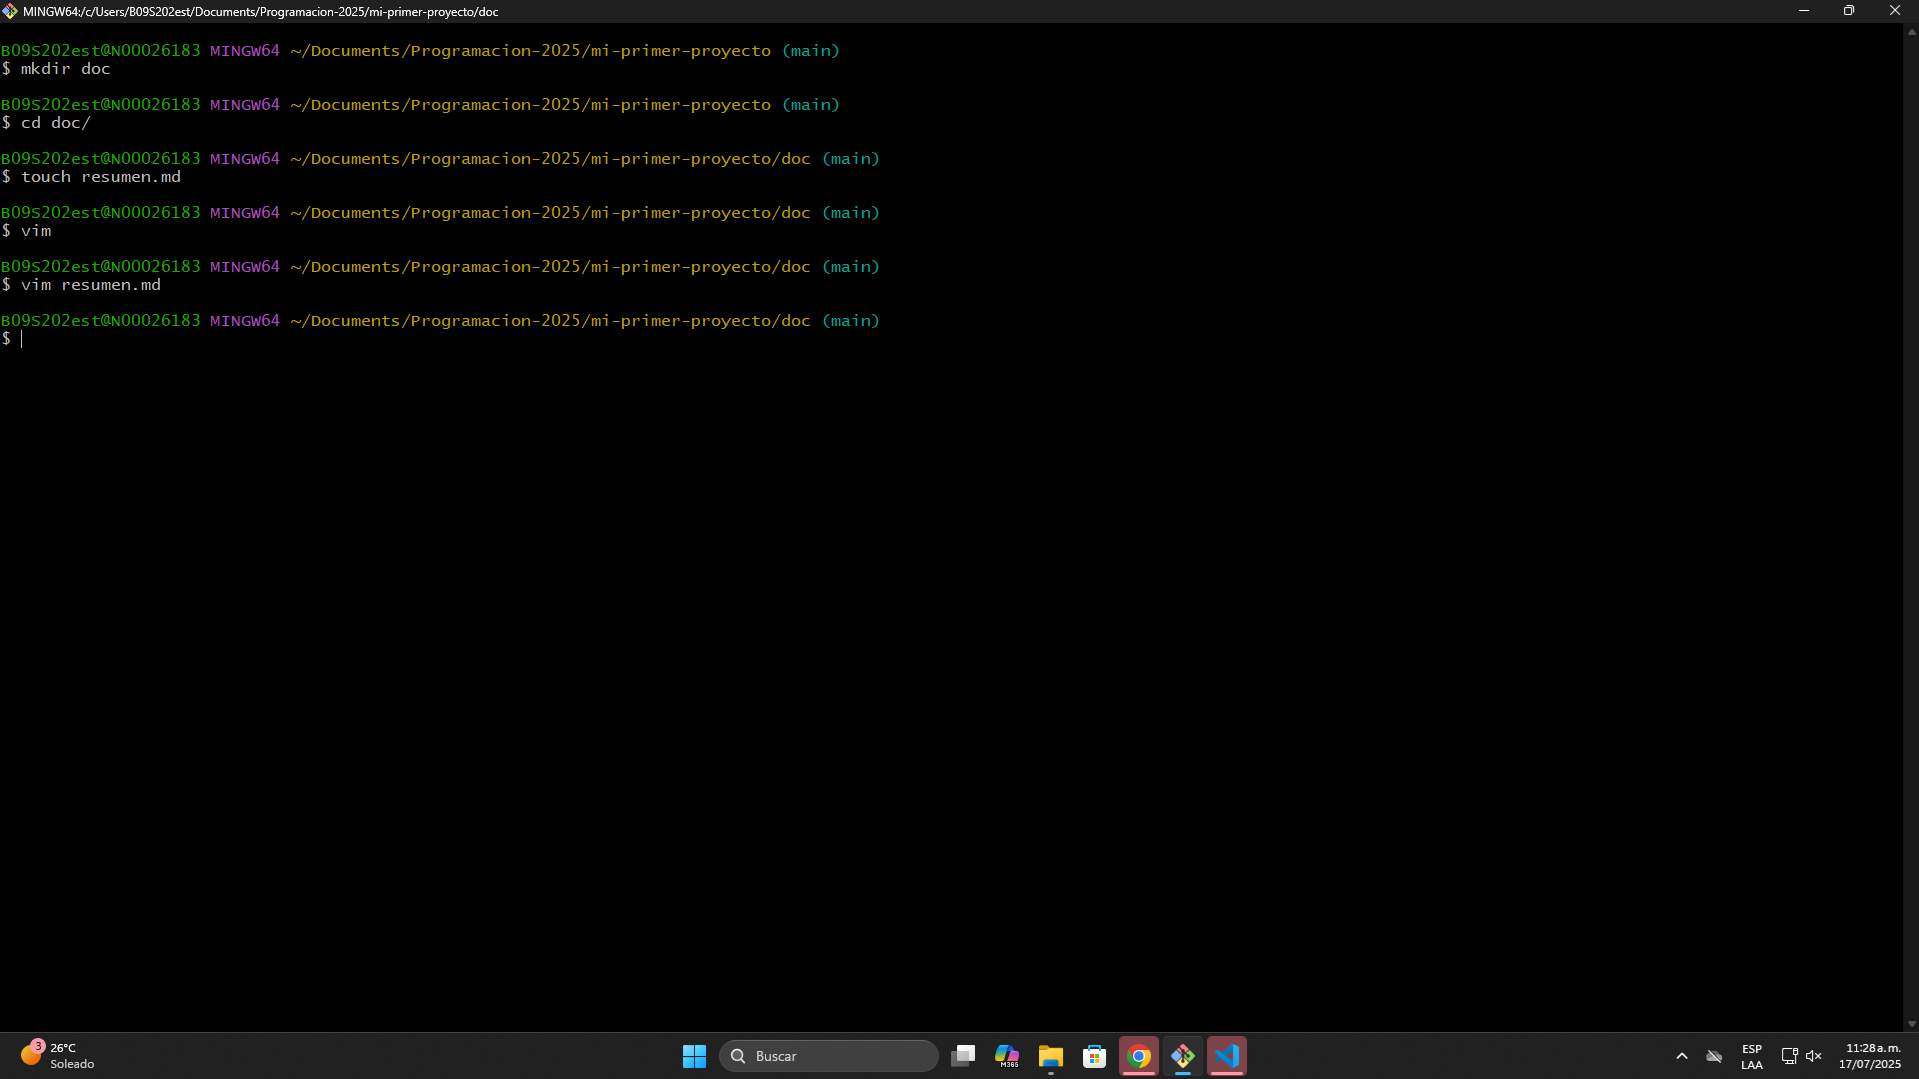 MINGW64:/c/Users/B09S202est/Documents/Programacion-2025/mi-primer-proyecto/doc
B09S202est@N00026183 MINGW64 ~/Documents/Programacion-2025/mi-primer-proyecto (main)
$ mkdir doc
B09S202est@N00026183 MINGW64 ~/Documents/Programacion-2025/mi-primer-proyecto (main)
$ cd doc/
B09S202est@N00026183 MINGW64 ~/Documents/Programacion-2025/mi-primer-proyecto/doc (main)
$ touch resumen.md
B09S202est@N00026183 MINGW64 ~/Documents/Programacion-2025/mi-primer-proyecto/doc (main)
$ vim
B09S202est@N00026183 MINGW64 ~/Documents/Programacion-2025/mi-primer-proyecto/doc (main)
$ vim resumen.md
B09S202est@N00026183 MINGW64 ~/Documents/Programacion-2025/mi-primer-proyecto/doc (main)
$
3
26°C
Soleado
Buscar
M365
ESP
LAA
11:28 a. m.
17/07/2025